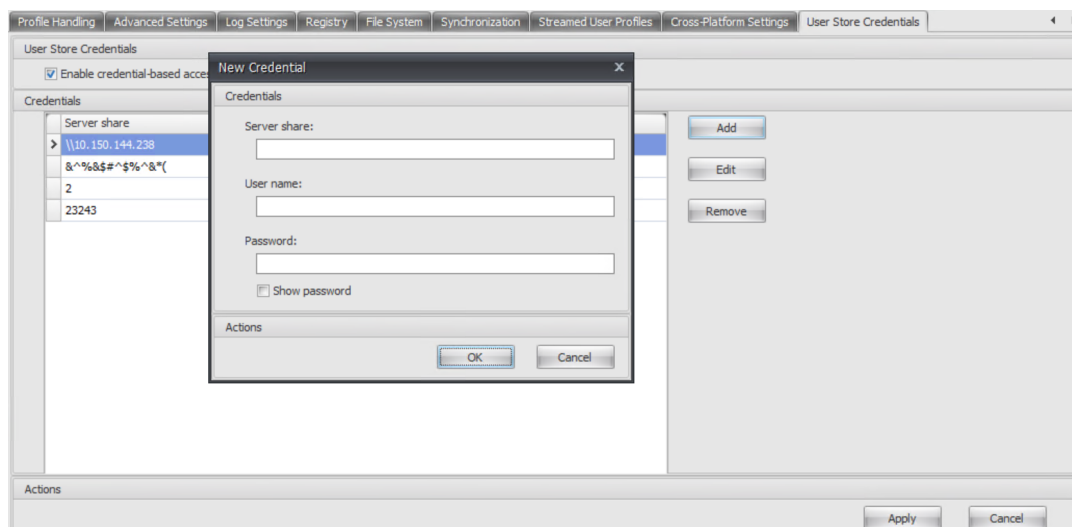 Profile Handling Advanced Settings Log Settings Registry File System Synchronization Streamed User Profiles Cross-Platform Settings User Store Credentials
User Store Credentials
Enable credential-based acces
Credentials
Server share
\\10.150.144.238
&^%&$#^$%^&*(
2
23243
Add
Edit
Remove
New Credential
Credentials
Server share:
User name:
Password:
Show password
Actions
OK Cancel
Actions
Apply Cancel